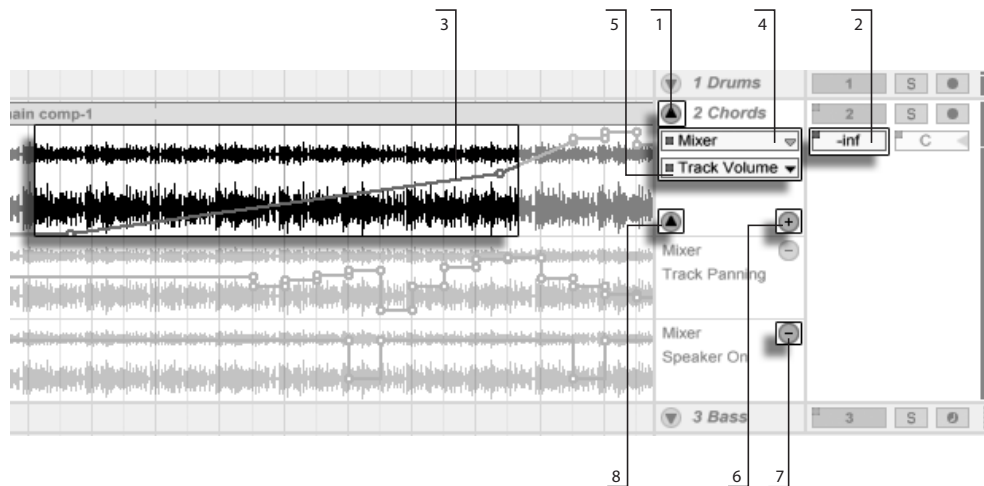 3 5 1 4 2
1 Drums 1 S
ain comp-1 2 Chords 2 S
Mixer -inf C
Track Volume
Mixer
Track Panning
Mixer
Speaker On
3 Bass 3 S
8 6 7